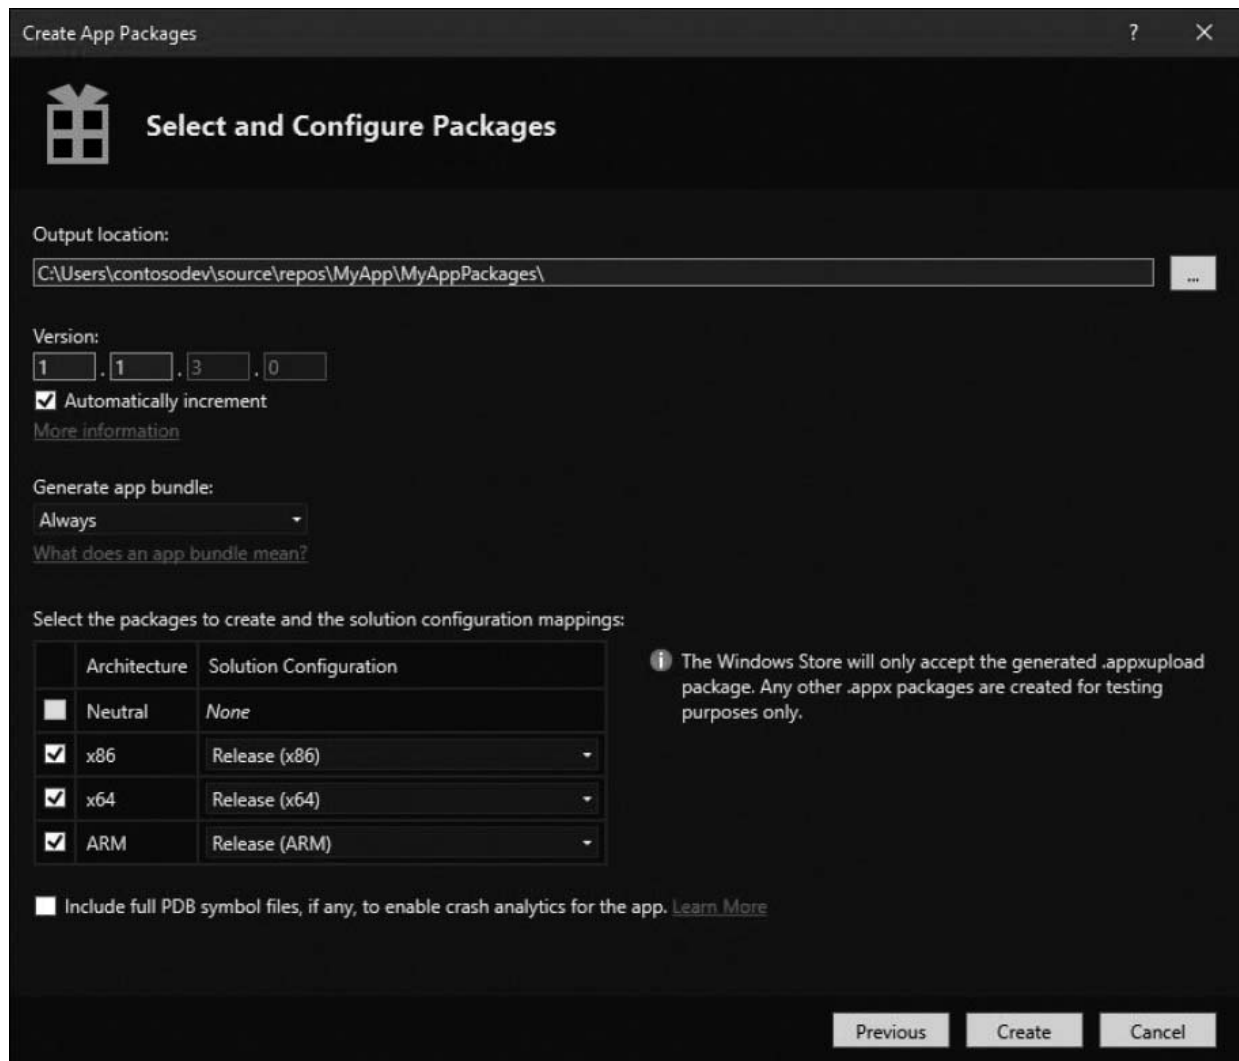 Create App Packages
?
Select and Configure Packages
Output location:
C:\Users\contosodev\source\repos\MyApp\MyAppPackages\
...
Version:
1 . 1 . 3 . 0
Automatically increment
More information
Generate app bundle:
Always
What does an app bundle mean?
Select the packages to create and the solution configuration mappings:
Architecture Solution Configuration
Neutral None
x86 Release (x86)
x64 Release (x64)
ARM Release (ARM)
The Windows Store will only accept the generated .appxupload
package. Any other .appx packages are created for testing
purposes only.
Include full PDB symbol files, if any, to enable crash analytics for the app. Learn More
Previous Create Cancel